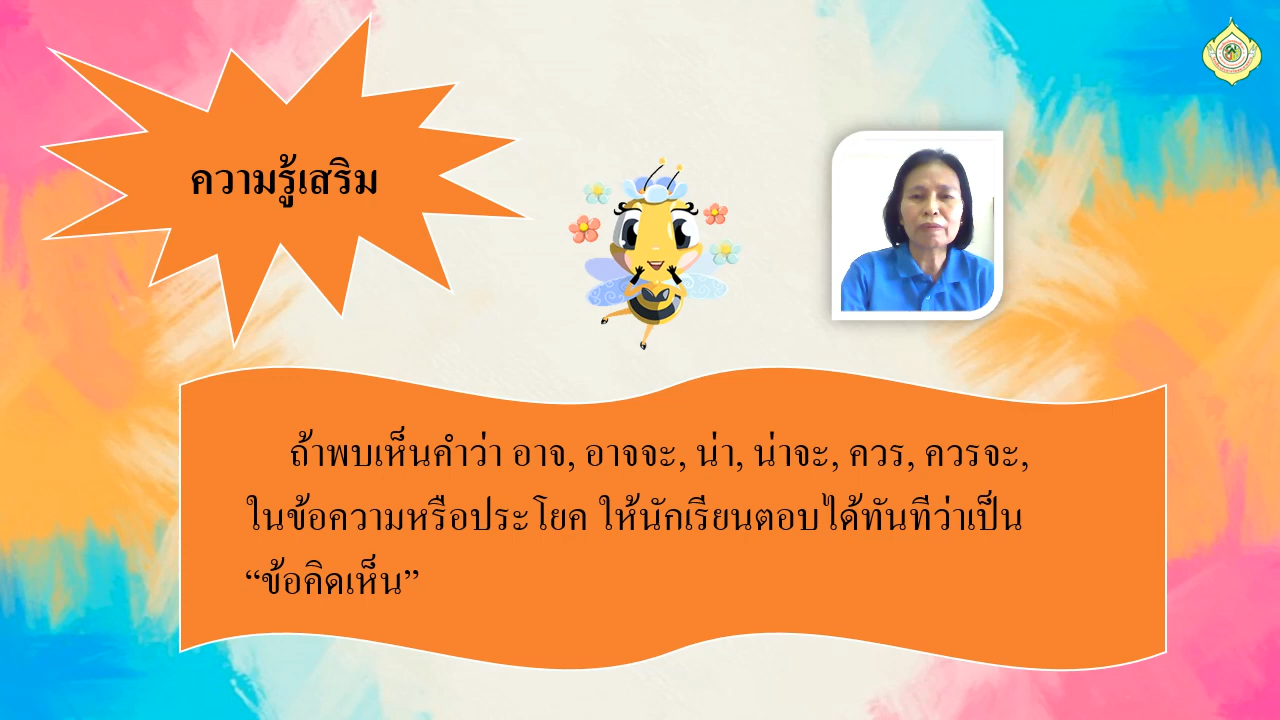 ความรู้เสริม
ถ้าพบเห็นคำว่า อาจ, อาจจะ, น่า, น่าจะ, ควร, ควรจะ,
ในข้อความหรือประโยค ให้นักเรียนตอบได้ทันทีว่าเป็น
“ข้อคิดเห็น”